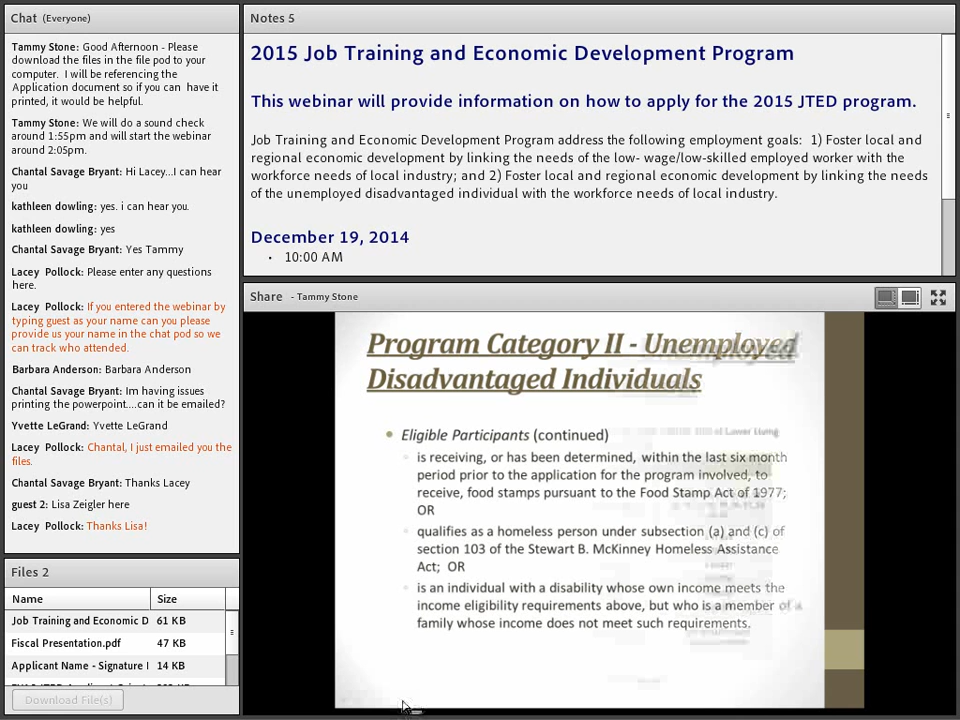 Chat (Everyone)
Tammy Stone: Good Afternoon - Please
download the files in the file pod to your
computer. I will be referencing the
Application document so if you can have it
printed, it would be helpful.
Tammy Stone: We will do a sound check
around 1:55pm and will start the webinar
around 2:05pm.
Chantal Savage Bryant: Hi Lacey...I can hear
you
kathleen dowling: yes. i can hear you.
kathleen dowling: yes
Chantal Savage Bryant: Yes Tammy
Lacey Pollock: Please enter any questions
here.
Lacey Pollock: If you entered the webinar by
typing guest as your name can you please
provide us your name in the chat pod so we
can track who attended.
Barbara Anderson: Barbara Anderson
Chantal Savage Bryant: Im having issues
printing the powerpoint....can it be emailed?
Yvette LeGrand: Yvette LeGrand
Lacey Pollock: Chantal, I just emailed you the
files.
Chantal Savage Bryant: Thanks Lacey
guest 2: Lisa Zeigler here
Lacey Pollock: Thanks Lisa!
Files 2
Name Size
Job Training and Economic D 61 KB
Fiscal Presentation.pdf 47 KB
Applicant Name - Signature 14 KB
Download File(s)
Notes 5
2015 Job Training and Economic Development Program
This webinar will provide information on how to apply for the 2015 JTED program.
Job Training and Economic Development Program address the following employment goals: 1) Foster local and
regional economic development by linking the needs of the low- wage/low-skilled employed worker with the
workforce needs of local industry; and 2) Foster local and regional economic development by linking the needs
of the unemployed disadvantaged individual with the workforce needs of local industry.
December 19, 2014
• 10:00 AM
Share - Tammy Stone
Program Category II - Unemployed
Disadvantaged Individuals
• Eligible Participants (continued)
is receiving, or has been determined, within the last six month
period prior to the application for the program involved, to
receive, food stamps pursuant to the Food Stamp Act of 1977;
OR
qualifies as a homeless person under subsection (a) and (c) of
section 103 of the Stewart B. McKinney Homeless Assistance
Act; OR
is an individual with a disability whose own income meets the
income eligibility requirements above, but who is a member of a
family whose income does not meet such requirements.